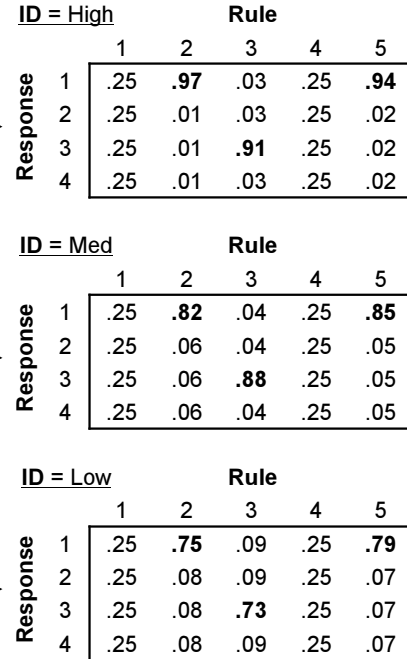 ID = High Rule
1 2 3 4 5
Response
1 .25 .97 .03 .25 .94
2 .25 .01 .03 .25 .02
3 .25 .01 .91 .25 .02
4 .25 .01 .03 .25 .02
ID = Med Rule
1 2 3 4 5
Response
1 .25 .82 .04 .25 .85
2 .25 .06 .04 .25 .05
3 .25 .06 .88 .25 .05
4 .25 .06 .04 .25 .05
ID = Low Rule
1 2 3 4 5
Response
1 .25 .75 .09 .25 .79
2 .25 .08 .09 .25 .07
3 .25 .08 .73 .25 .07
4 .25 .08 .09 .25 .07